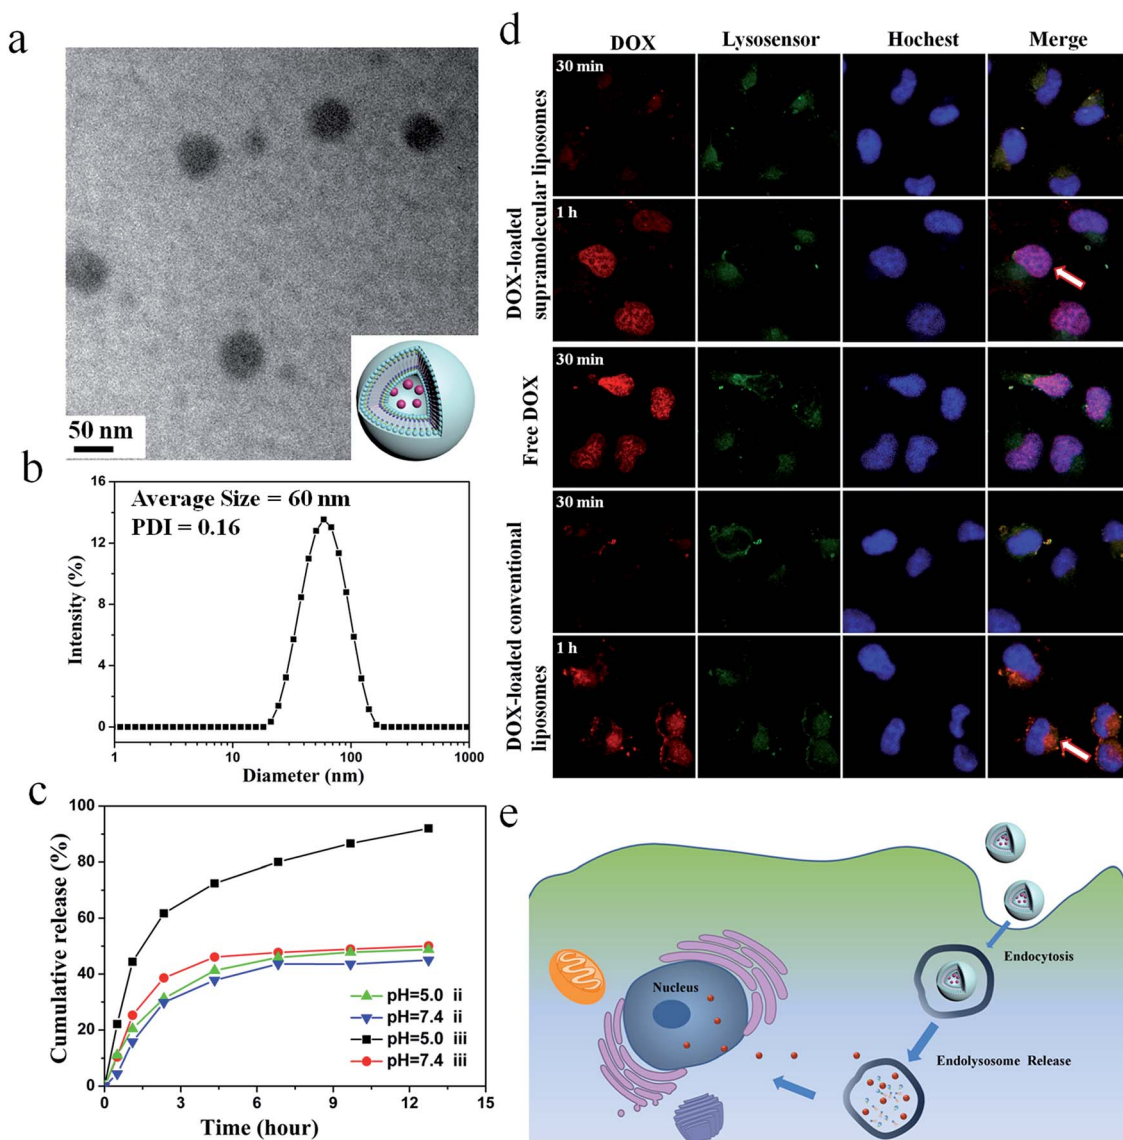 a
50 nm
b
Average Size = 60 nm
PDI = 0.16
16
12
8
4
0
Intensity (%)
1
10
100
1000
Diameter (nm)
c
100
80
60
40
20
0
Cumulative release (%)
pH=5.0 ii
pH=7.4 ii
pH=5.0 iii
pH=7.4 iii
0
3
6
9
12
15
Time (hour)
d
DOX
Lysosensor
Hochest
Merge
DOX-loaded
supramolecular liposomes
30 min
1 h
Free DOX
30 min
DOX-loaded conventional
liposomes
30 min
1 h
e
Endocytosis
Nucleus
Endolysosome Release